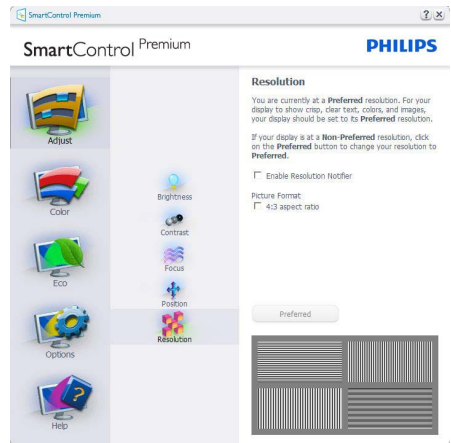 SmartControl Premium
SmartControl Premium
PHILIPS
Adjust
Color
Eco
Options
Help
Brightness
Contrast
Focus
Position
Resolution
Resolution
You are currently at a Preferred resolution. For your
display to show crisp, clear text, colors, and images,
your display should be set to its Preferred resolution.
If your display is at a Non-Preferred resolution, click
on the Preferred button to change your resolution to
Preferred.
Enable Resolution Notifier
Picture Format
4:3 aspect ratio
Preferred